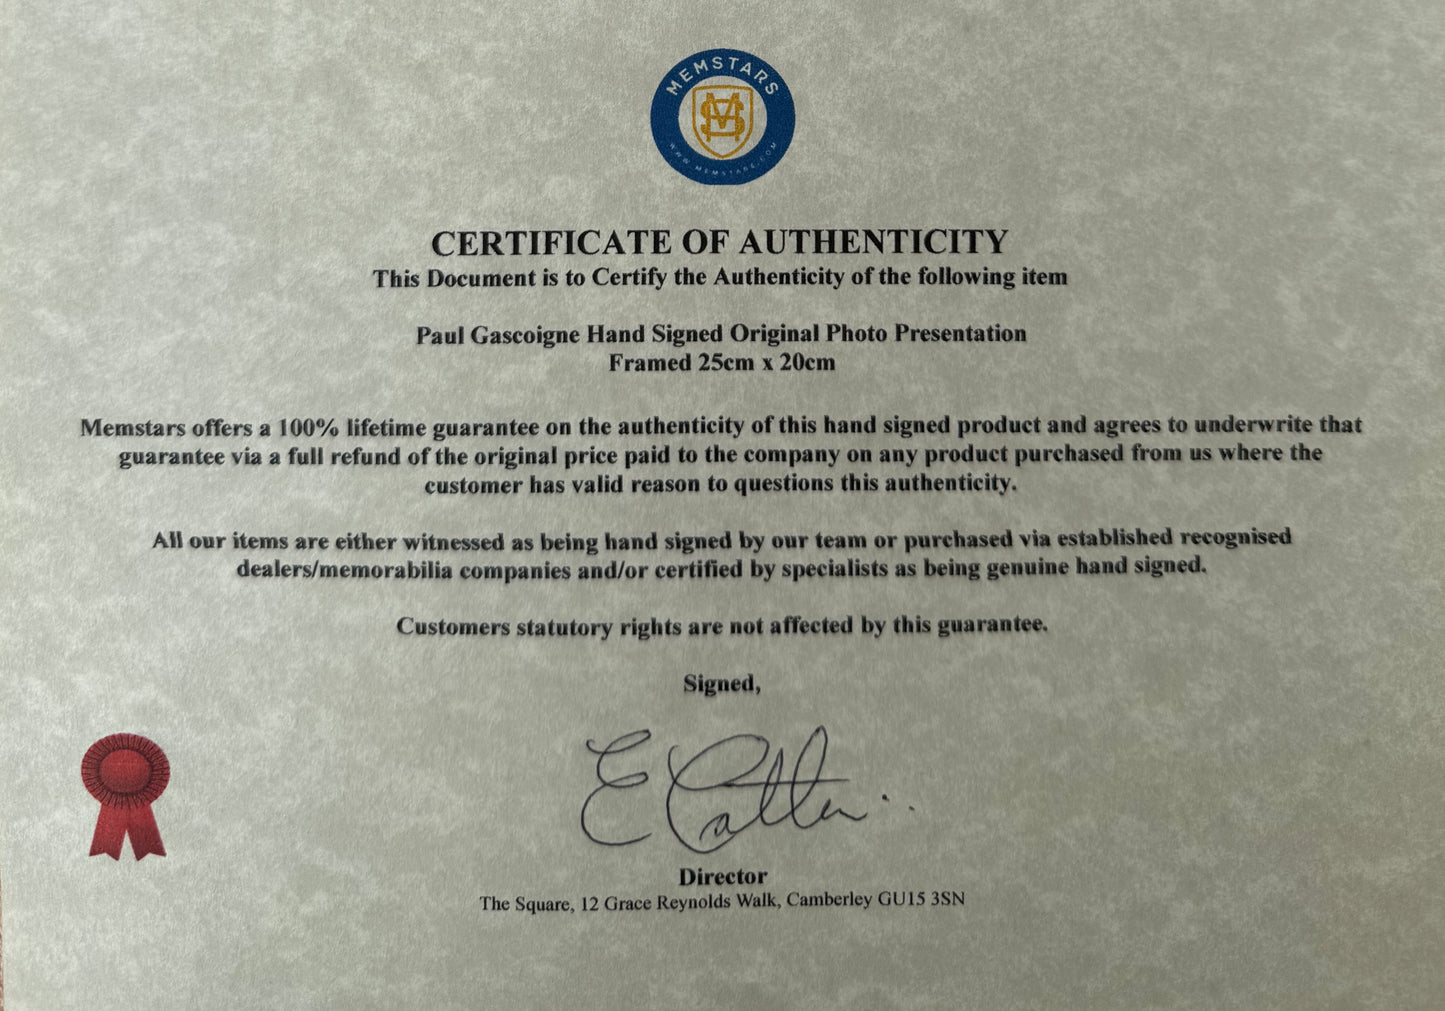 MEMSTARS
MS
WWW.MEMSTARS.COM
CERTIFICATE OF AUTHENTICITY
This Document is to Certify the Authenticity of the following item
Paul Gascoigne Hand Signed Original Photo Presentation
Framed 25cm x 20cm
Memstars offers a 100% lifetime guarantee on the authenticity of this hand signed product and agrees to underwrite that
guarantee via a full refund of the original price paid to the company on any product purchased from us where the
customer has valid reason to questions this authenticity.
All our items are either witnessed as being hand signed by our team or purchased via established recognised
dealers/memorabilia companies and/or certified by specialists as being genuine hand signed.
Customers statutory rights are not affected by this guarantee.
Signed,
Director
The Square, 12 Grace Reynolds Walk, Camberley GU15 3SN